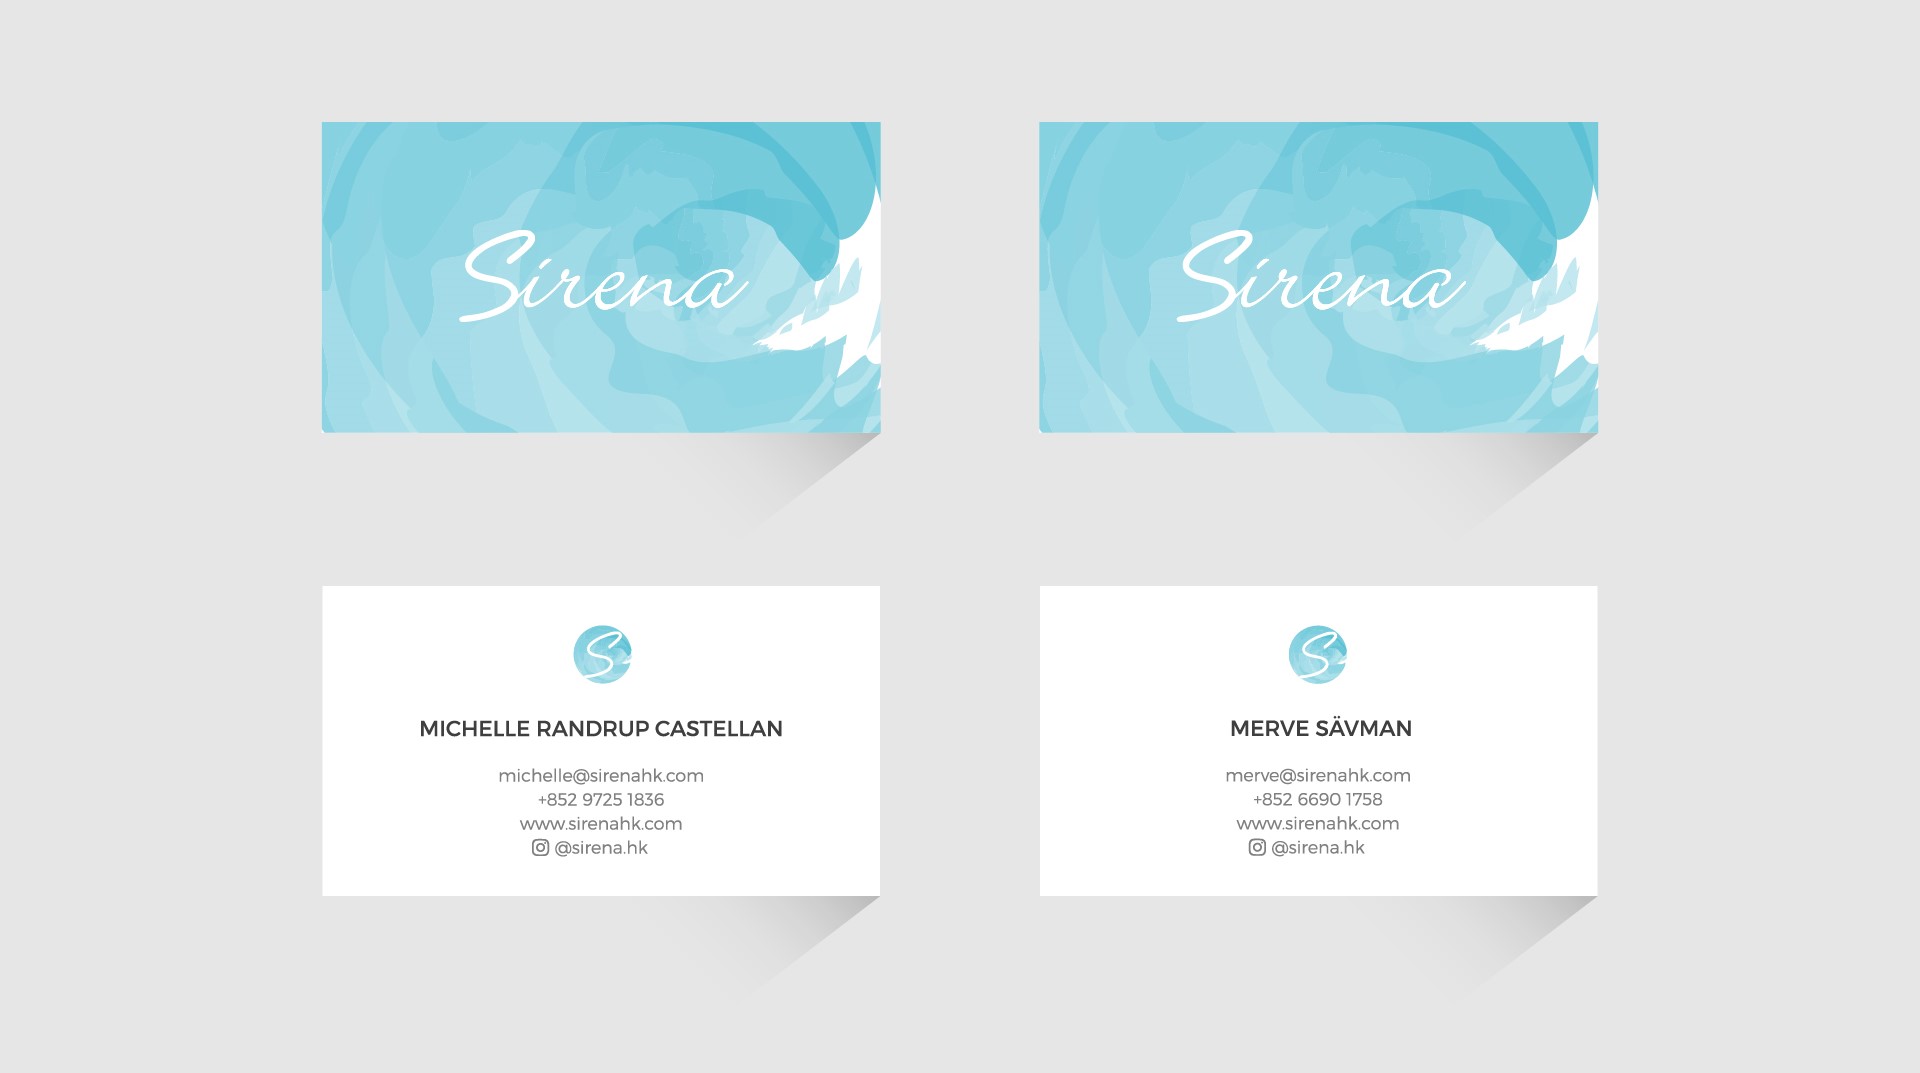 Sirena
Sirena
S
MICHELLE RANDRUP CASTELLAN
michelle@sirenahk.com
+852 9725 1836
www.sirenahk.com
@sirena.hk
S
MERVE SÄVMAN
merve@sirenahk.com
+852 6690 1758
www.sirenahk.com
@sirena.hk